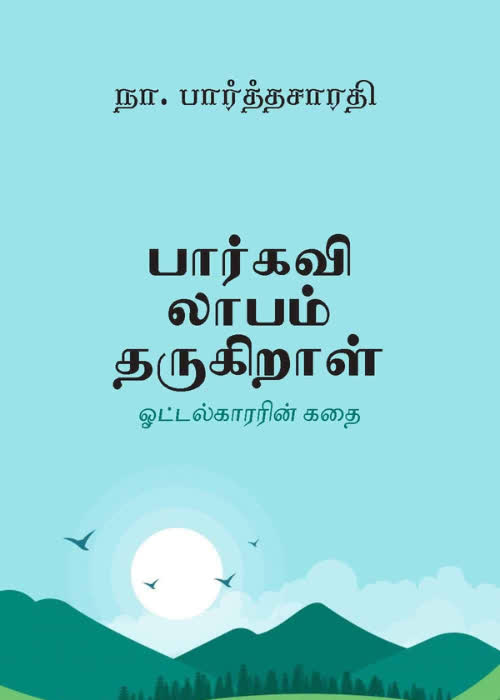 நா. பார்த்தசாரதி
பார்கவி
லாபம்
தருகிறாள்
ஓட்டல்காரரின் கதை